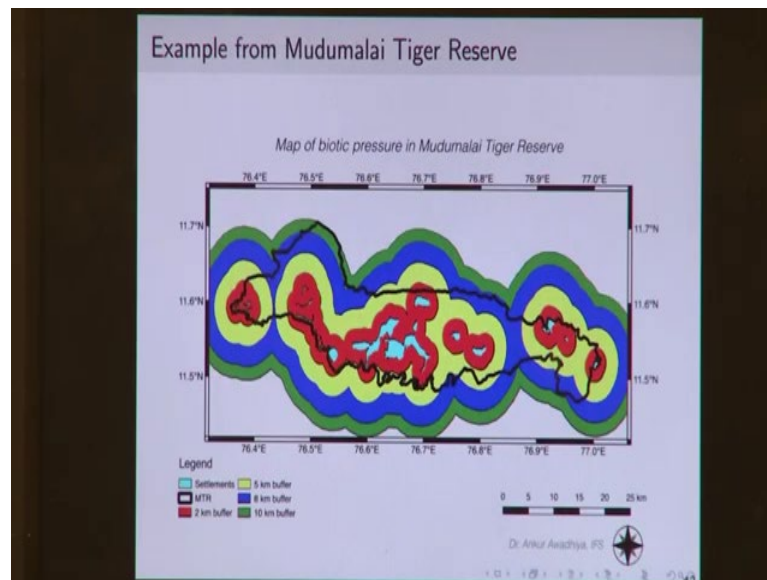 Example from Mudumalai Tiger Reserve
Map of biotic pressure in Mudumalai Tiger Reserve
76.4°E 76.5°E 76.6°E 76.7°E 76.8°E 76.9°E 77.0°E
11.7°N 11.7°N
11.6°N 11.6°N
11.5°N 11.5°N
76.4°E 76.5°E 76.6°E 76.7°E 76.8°E 76.9°E 77.0°E
Legend
Settlements 5 km buffer
MTR 8 km buffer
2 km buffer 10 km buffer
0 5 10 15 20 25 km
Dr. Ankur Awadhiya, IFS